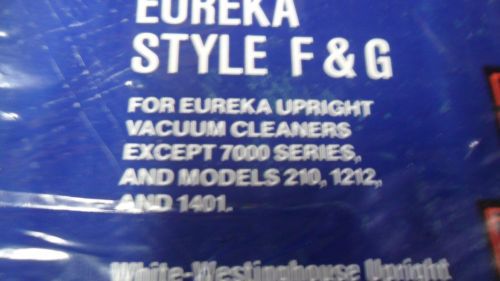 EUREKA
STYLE F & G
FOR EUREKA UPRIGHT
VACUUM CLEANERS
EXCEPT 7000 SERIES,
AND MODELS 210, 1212,
AND 1401.
White-Westinghouse Upright